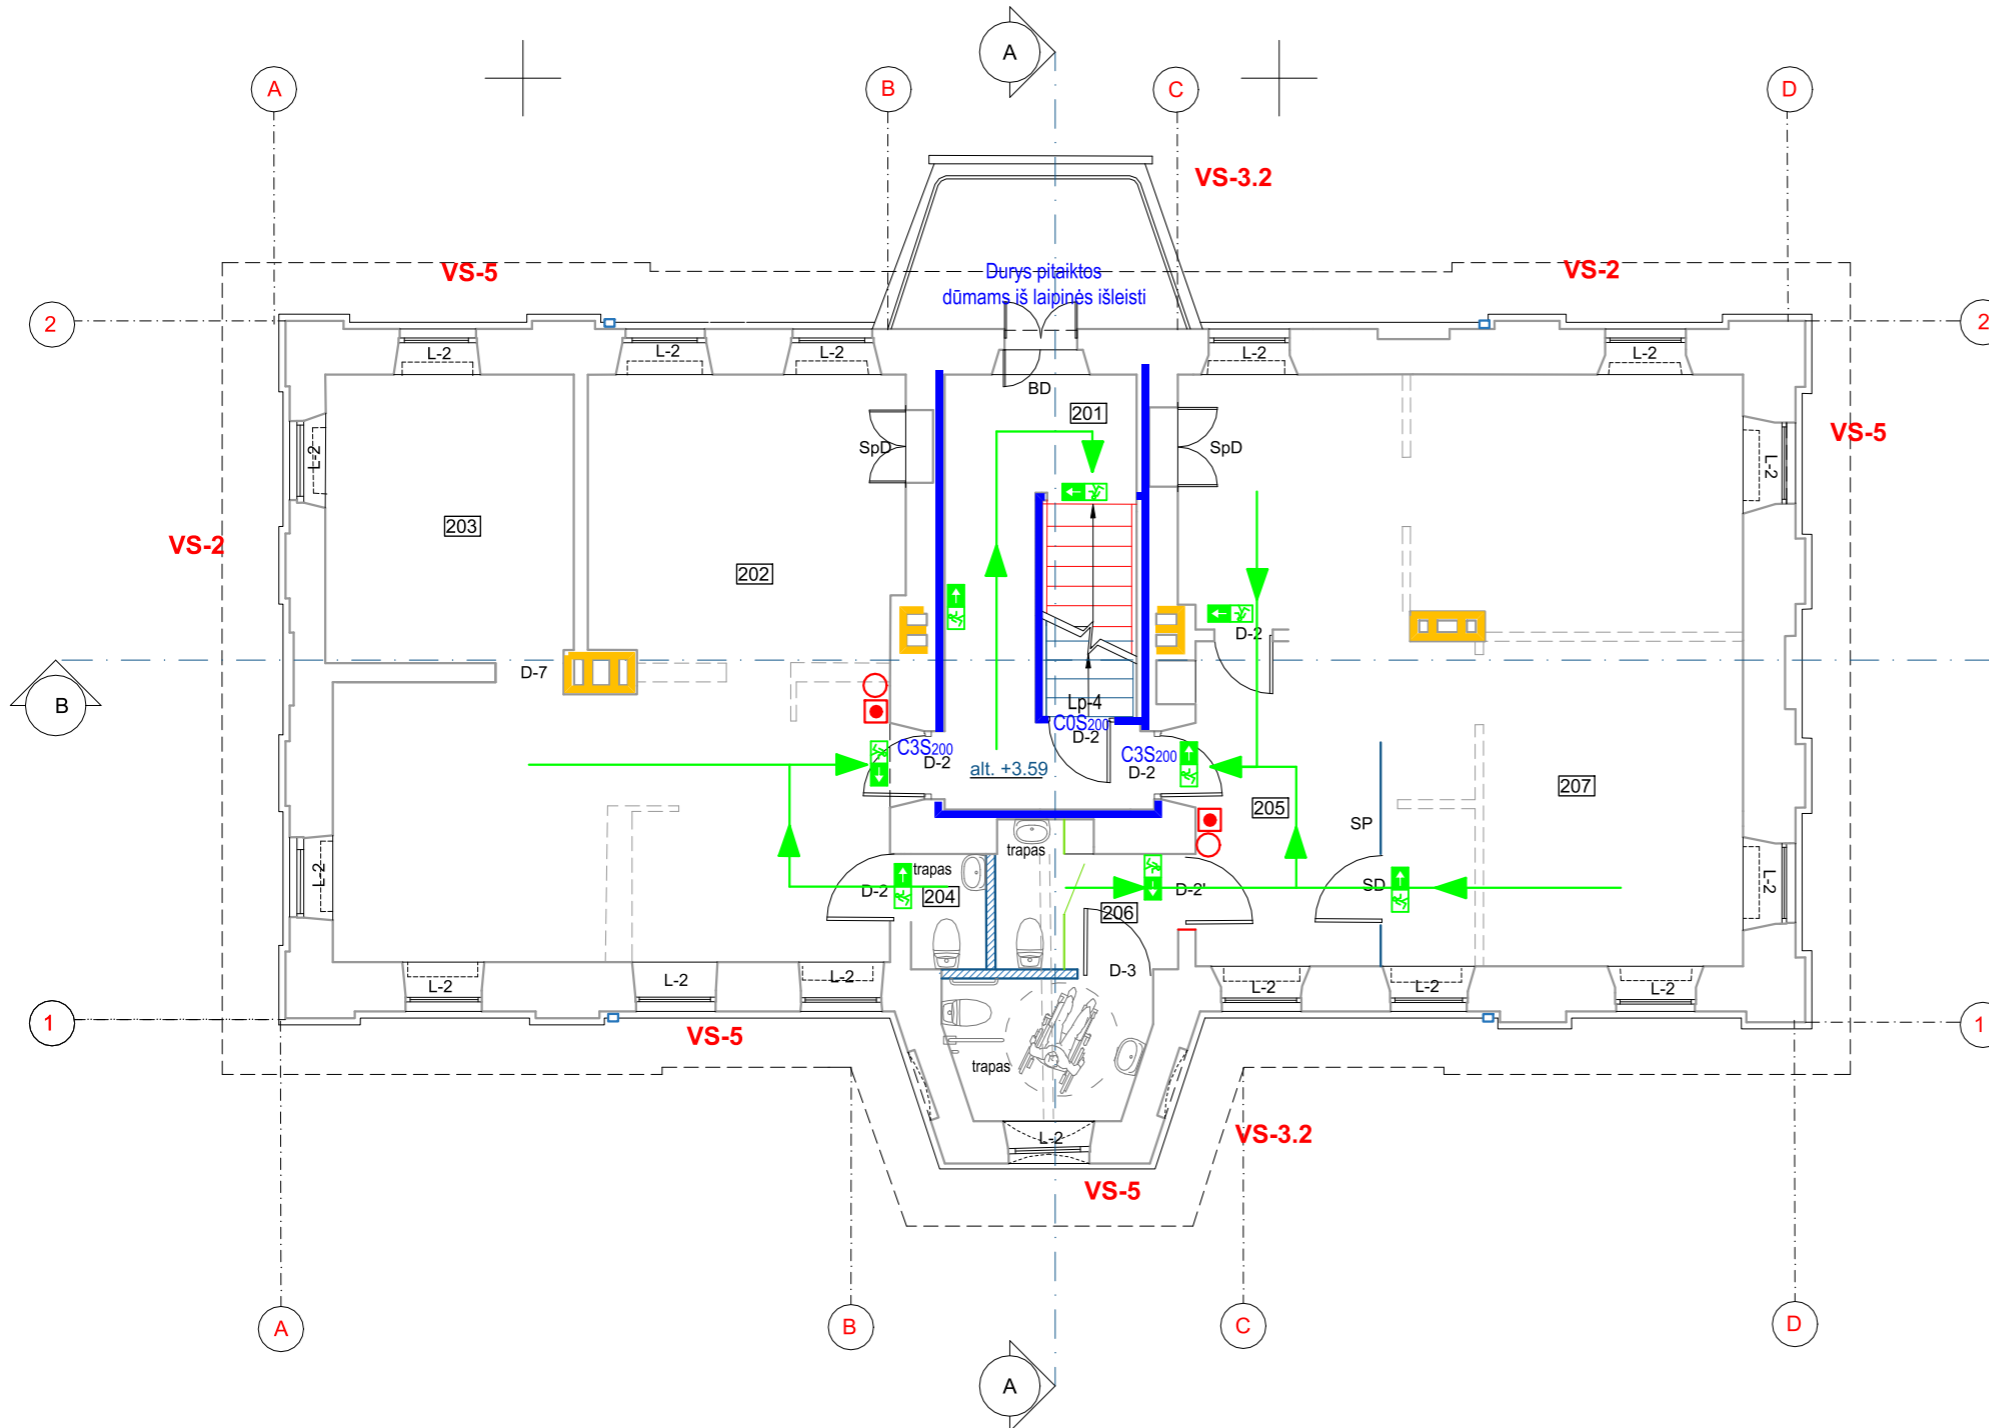 A
A
B
C
D
VS-3.2
VS-5
Durys pitaiktos
VS-2
dūmams iš laipinės išleisti
2
2
L-2
L-2
L-2
L-2
L-2
BD
201
VS-5
SpD
SpD
L-2
L-2
203
VS-2
202
D-2
D-7
B
Lp-4
C0S200
D-2
C3S200
D-2
C3S200
D-2
alt. +3.59
207
205
SP
trapas
trapas
D-2
204
D-2'
SD
206
L-2
L-2
D-3
L-2
L-2
L-2
L-2
L-2
L-2
1
1
VS-5
trapas
L-2
VS-3.2
VS-5
A
B
C
D
A